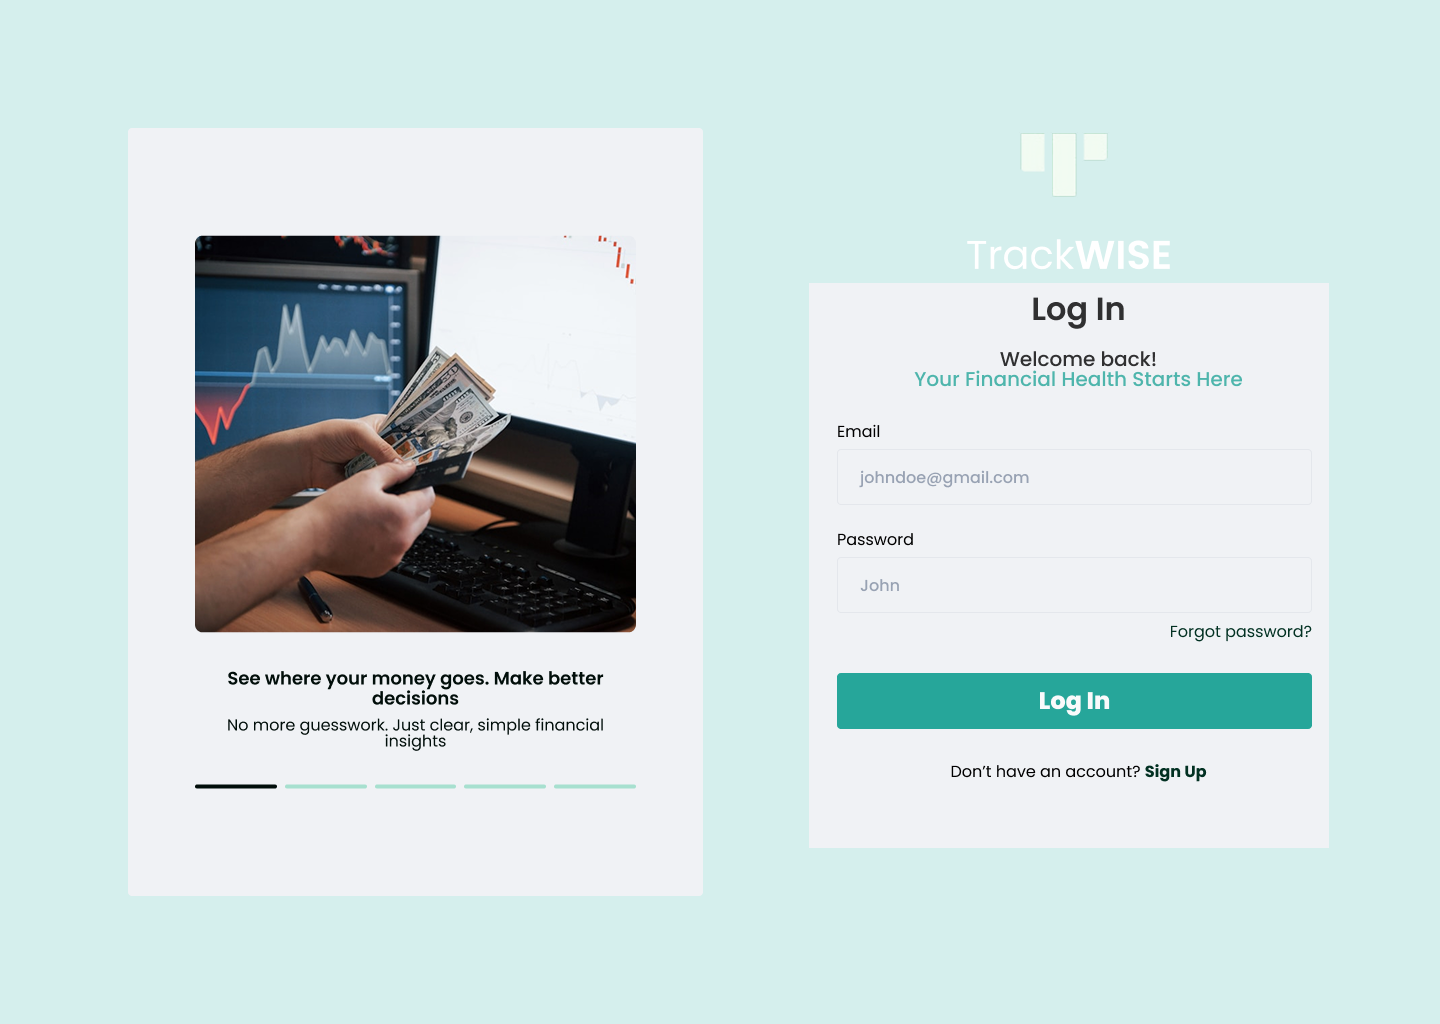 See where your money goes. Make better
decisions
No more guesswork. Just clear, simple financial
insights
TrackWISE
Log In
Welcome back!
Your Financial Health Starts Here
Email
johndoe@gmail.com
Password
John
Forgot password?
Log In
Don’t have an account? Sign Up